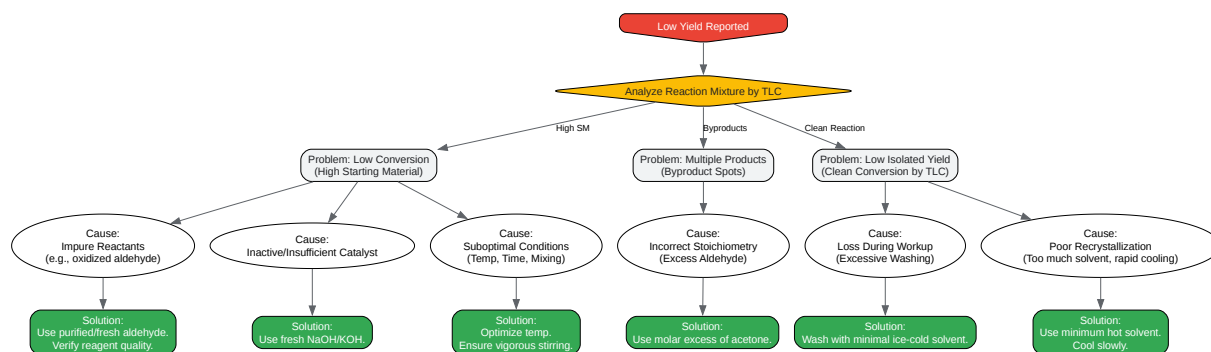 Low Yield Reported
Analyze Reaction Mixture by TLC
High SM
Byproducts
Clean Reaction
Problem: Low Conversion
(High Starting Material)
Problem: Multiple Products
(Byproduct Spots)
Problem: Low Isolated Yield
(Clean Conversion by TLC)
Cause:
Impure Reactants
(e.g., oxidized aldehyde)
Cause:
Inactive/Insufficient Catalyst
Cause:
Suboptimal Conditions
(Temp, Time, Mixing)
Cause:
Incorrect Stoichiometry
(Excess Aldehyde)
Cause:
Loss During Workup
(Excessive Washing)
Cause:
Poor Recrystallization
(Too much solvent, rapid cooling)
Solution:
Use purified/fresh aldehyde.
Verify reagent quality.
Solution:
Use fresh NaOH/KOH.
Solution:
Optimize temp.
Ensure vigorous stirring.
Solution:
Use molar excess of acetone.
Solution:
Wash with minimal ice-cold solvent.
Solution:
Use minimum hot solvent.
Cool slowly.